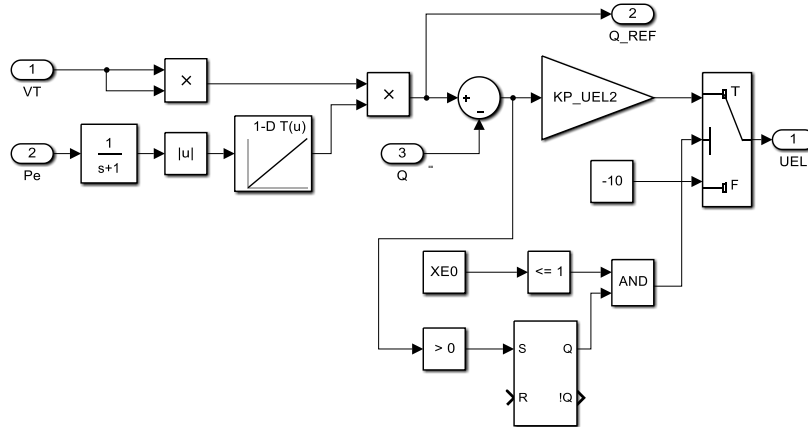 2
Q_REF
1
VT
×
×
+
-
KP_UEL2
T
F
1
UEL
2
Pe
1
s+1
|u|
1-D T(u)
3
Q
-
-10
XE0
<= 1
AND
> 0
S
Q
R
!Q